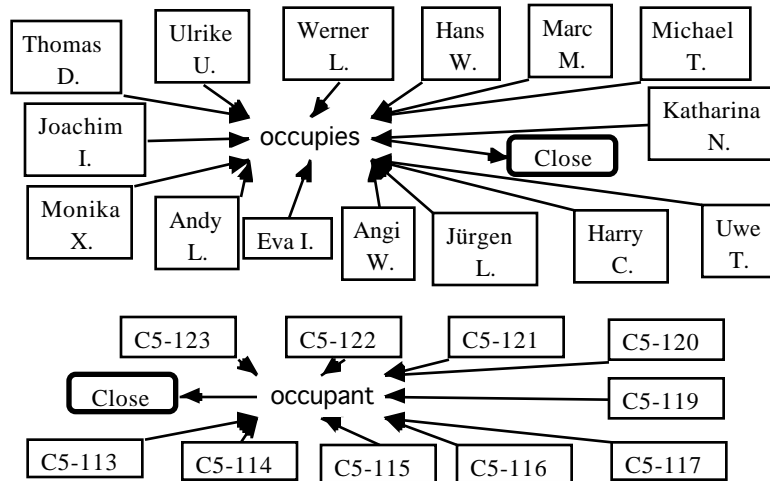 Thomas
D.
Ulrike
U.
Werner
L.
Hans
W.
Marc
M.
Michael
T.
Joachim
I.
occupies
Katharina
N.
Close
Monika
X.
Andy
L.
Eva I.
Angi
W.
Jürgen
L.
Harry
C.
Uwe
T.
C5-123
C5-122
C5-121
C5-120
Close
occupant
C5-119
C5-113
C5-114
C5-115
C5-116
C5-117